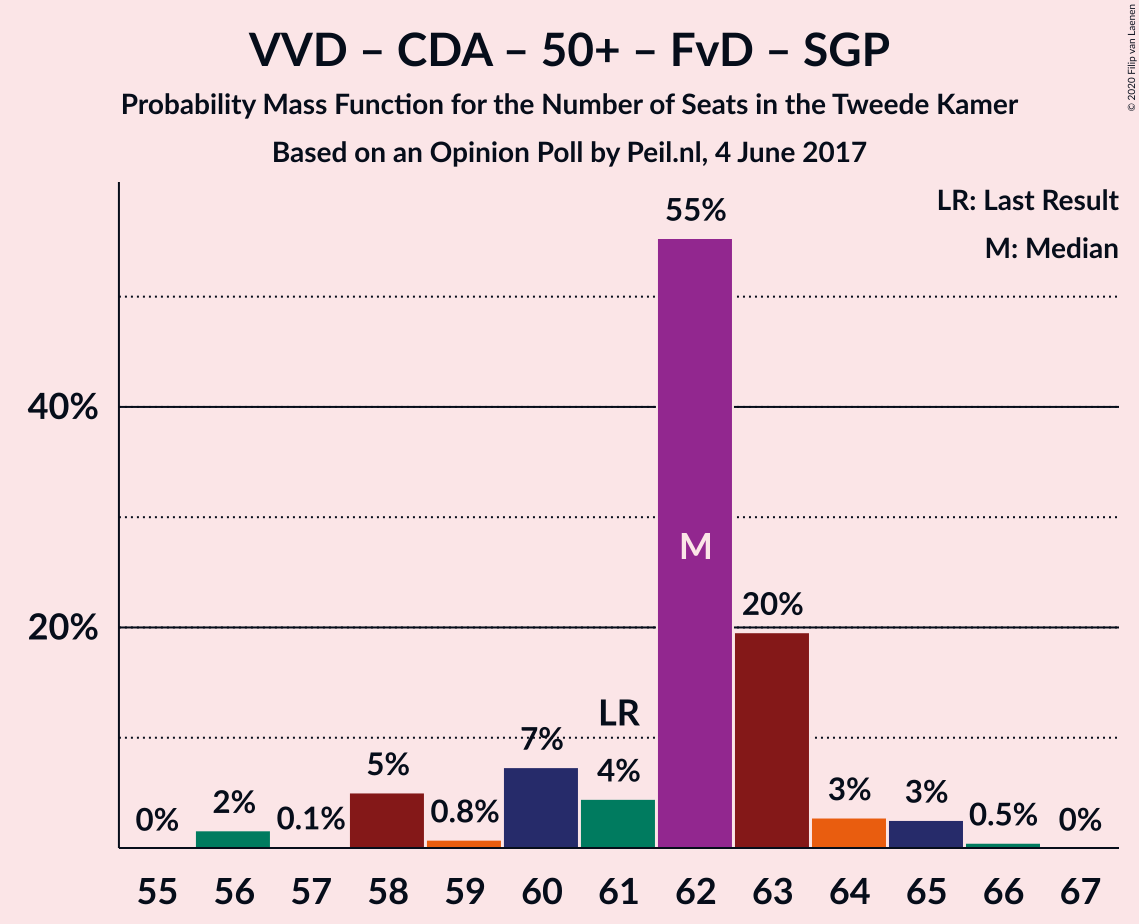 VVD – CDA – 50+ – FvD – SGP
Probability Mass Function for the Number of Seats in the Tweede Kamer
Based on an Opinion Poll by Peil.nl, 4 June 2017
© 2020 Filip van Laenen
LR: Last Result
M: Median
55%
40%
M
20%
20%
LR
7%
5%
4%
3%
3%
2%
0.8%
0.5%
0.1%
0%
0%
55 56 57 58 59 60 61 62 63 64 65 66 67